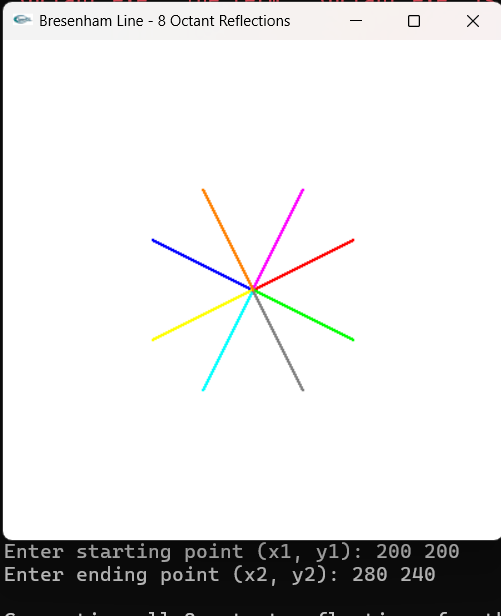 Bresenham Line - 8 Octant Reflections
Enter starting point (x1, y1): 200 200
Enter ending point (x2, y2): 280 240